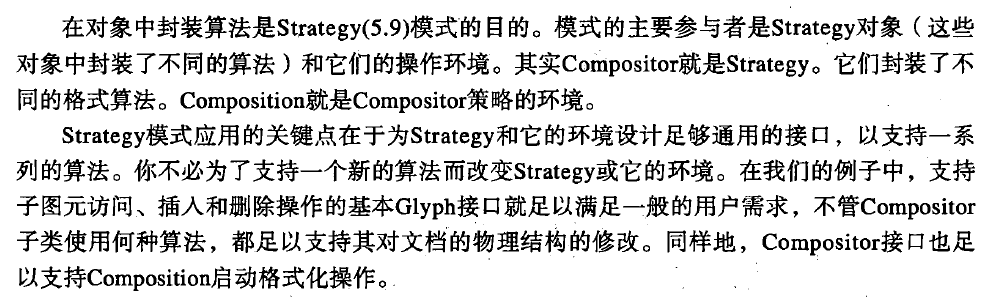 在对象中封装算法是Strategy(5.9)模式的目的。模式的主要参与者是Strategy对象（这些
对象中封装了不同的算法）和它们的操作环境。其实Compositor就是Strategy。它们封装了不
同的格式算法。Composition就是Compositor策略的环境。
Strategy模式应用的关键点在于为Strategy和它的环境设计足够通用的接口，以支持一系
列的算法。你不必为了支持一个新的算法而改变Strategy或它的环境。在我们的例子中，支持
子图元访问、插入和删除操作的基本Glyph接口就足以满足一般的用户需求，不管Compositor
子类使用何种算法，都足以支持其对文档的物理结构的修改。同样地，Compositor接口也足
以支持Composition启动格式化操作。